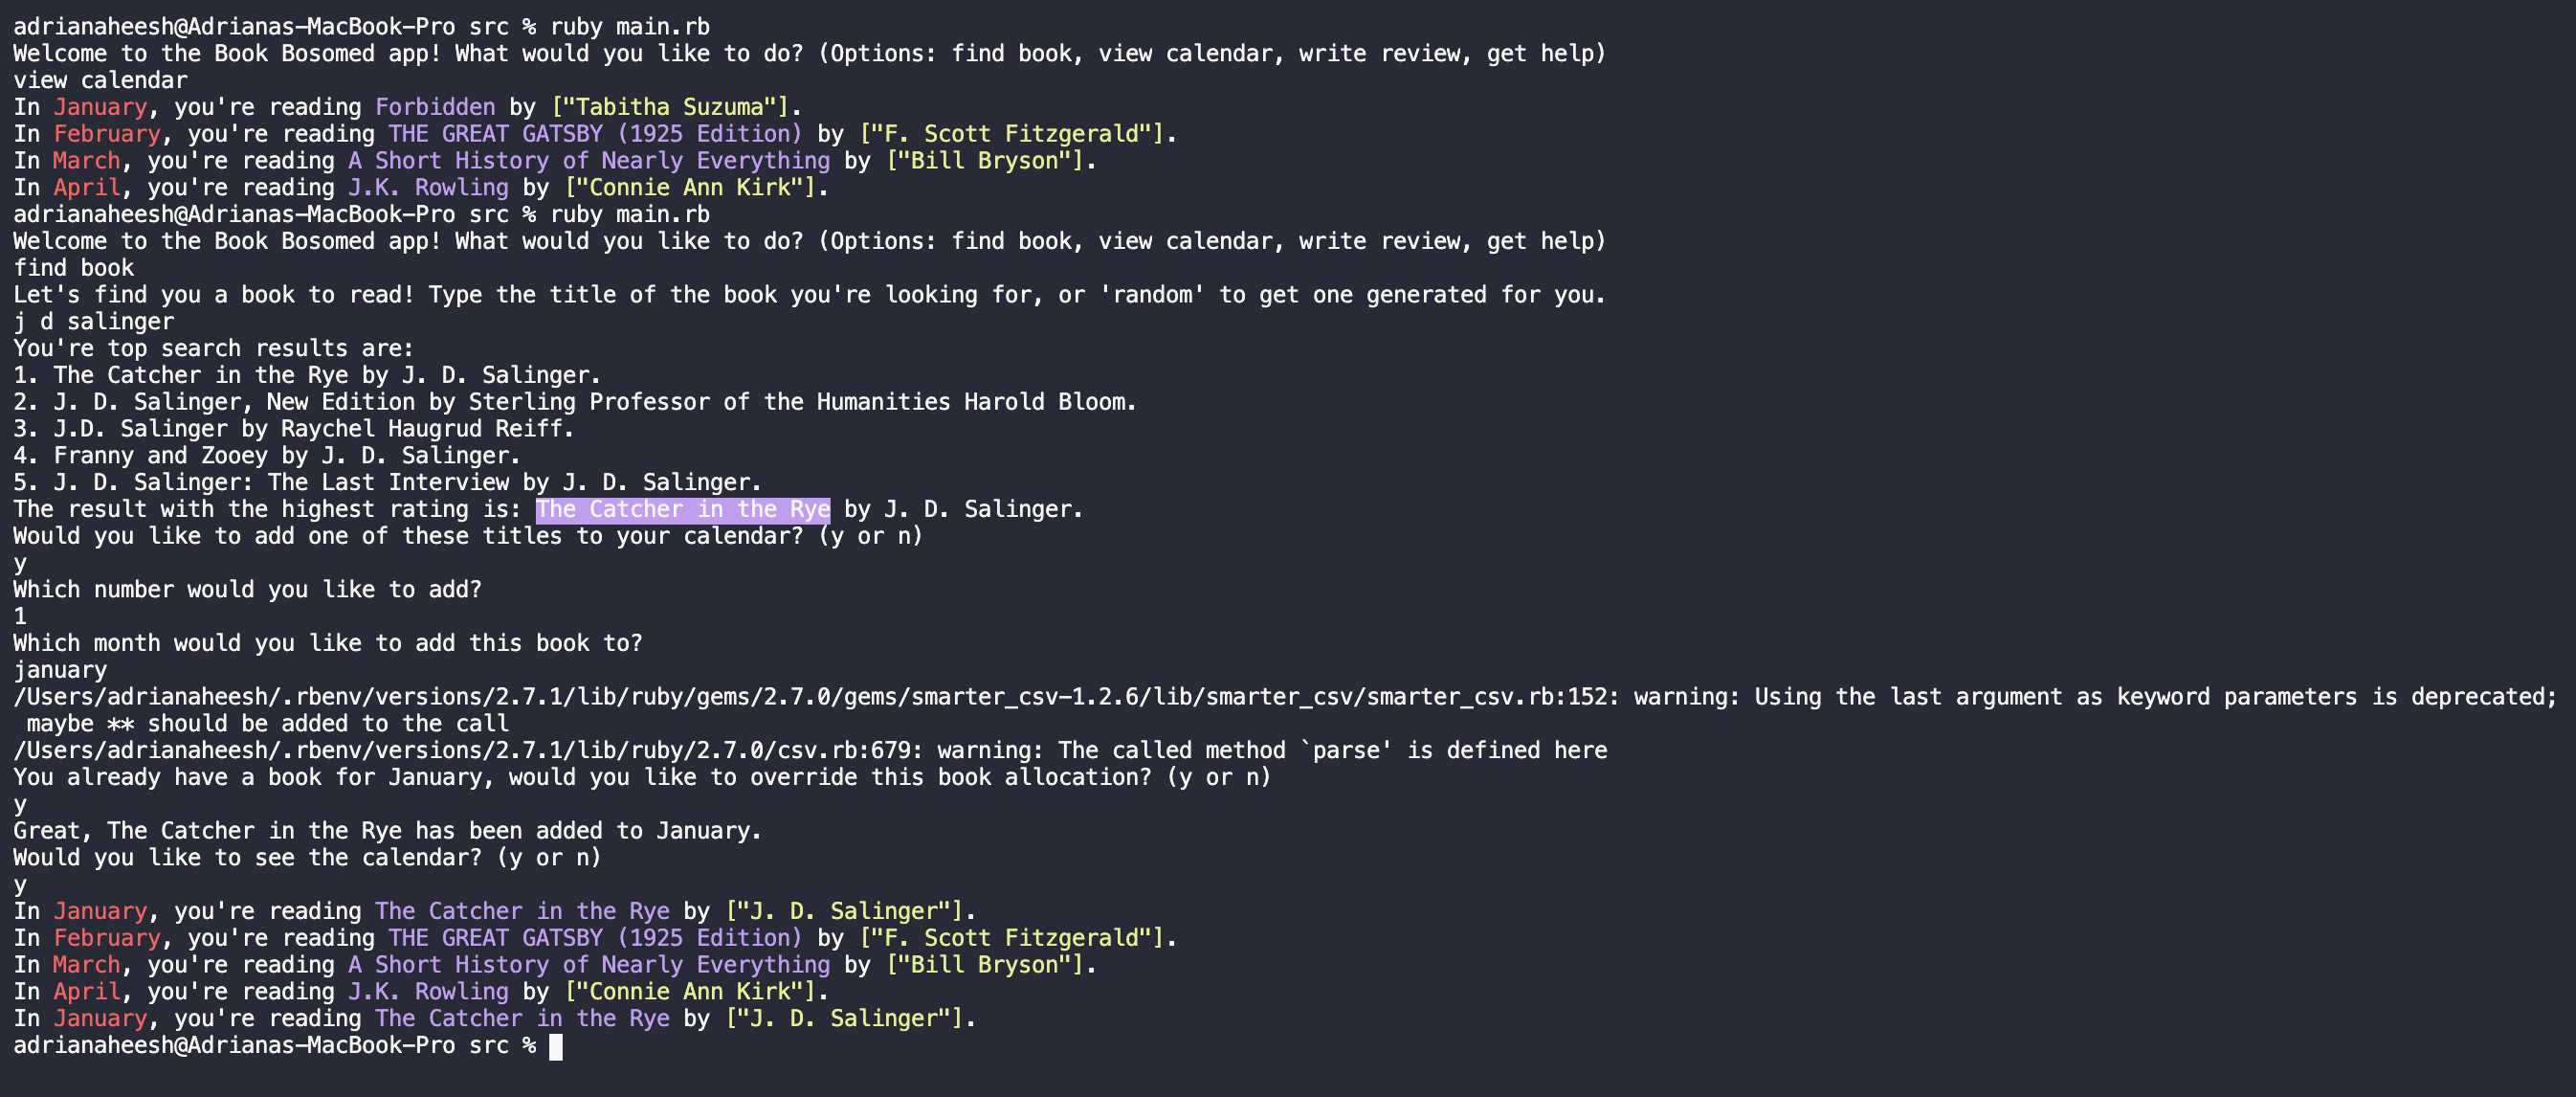 adrianaheesh@Adrianas-MacBook-Pro src % ruby main.rb
Welcome to the Book Bosomed app! What would you like to do? (Options: find book, view calendar, write review, get help)
view calendar
In January, you're reading Forbidden by ["Tabitha Suzuma"].
In February, you're reading THE GREAT GATSBY (1925 Edition) by ["F. Scott Fitzgerald"].
In March, you're reading A Short History of Nearly Everything by ["Bill Bryson"].
In April, you're reading J.K. Rowling by ["Connie Ann Kirk"].
adrianaheesh@Adrianas-MacBook-Pro src % ruby main.rb
Welcome to the Book Bosomed app! What would you like to do? (Options: find book, view calendar, write review, get help)
find book
Let's find you a book to read! Type the title of the book you're looking for, or 'random' to get one generated for you.
j d salinger
You're top search results are:
1. The Catcher in the Rye by J. D. Salinger.
2. J. D. Salinger, New Edition by Sterling Professor of the Humanities Harold Bloom.
3. J.D. Salinger by Raychel Haugrud Reiff.
4. Franny and Zooey by J. D. Salinger.
5. J. D. Salinger: The Last Interview by J. D. Salinger.
The result with the highest rating is: The Catcher in the Rye by J. D. Salinger.
Would you like to add one of these titles to your calendar? (y or n)
y
Which number would you like to add?
1
Which month would you like to add this book to?
january
/Users/adrianaheesh/.rbenv/versions/2.7.1/lib/ruby/gems/2.7.0/gems/smarter_csv-1.2.6/lib/smarter_csv/smarter_csv.rb:152: warning: Using the last argument as keyword parameters is deprecated;
 maybe ** should be added to the call
/Users/adrianaheesh/.rbenv/versions/2.7.1/lib/ruby/2.7.0/csv.rb:679: warning: The called method `parse' is defined here
You already have a book for January, would you like to override this book allocation? (y or n)
y
Great, The Catcher in the Rye has been added to January.
Would you like to see the calendar? (y or n)
y
In January, you're reading The Catcher in the Rye by ["J. D. Salinger"].
In February, you're reading THE GREAT GATSBY (1925 Edition) by ["F. Scott Fitzgerald"].
In March, you're reading A Short History of Nearly Everything by ["Bill Bryson"].
In April, you're reading J.K. Rowling by ["Connie Ann Kirk"].
In January, you're reading The Catcher in the Rye by ["J. D. Salinger"].
adrianaheesh@Adrianas-MacBook-Pro src %